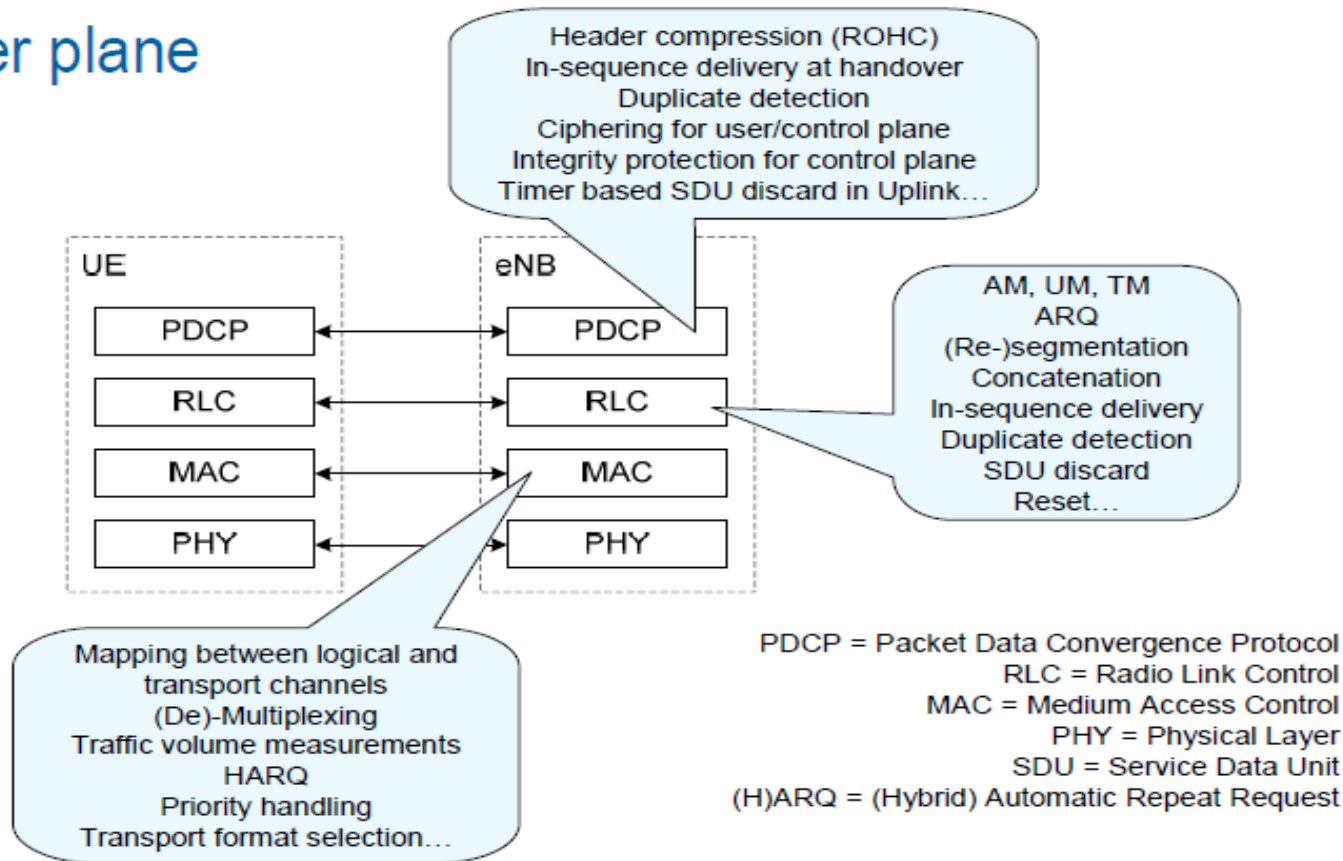 er plane
Header compression (ROHC)
In-sequence delivery at handover
Duplicate detection
Ciphering for user/control plane
Integrity protection for control plane
Timer based SDU discard in Uplink…
UE
eNB
PDCP
PDCP
RLC
RLC
MAC
MAC
PHY
PHY
AM, UM, TM
ARQ
(Re-)segmentation
Concatenation
In-sequence delivery
Duplicate detection
SDU discard
Reset…
Mapping between logical and
transport channels
(De)-Multiplexing
Traffic volume measurements
HARQ
Priority handling
Transport format selection…
PDCP = Packet Data Convergence Protocol
RLC = Radio Link Control
MAC = Medium Access Control
PHY = Physical Layer
SDU = Service Data Unit
(H)ARQ = (Hybrid) Automatic Repeat Request